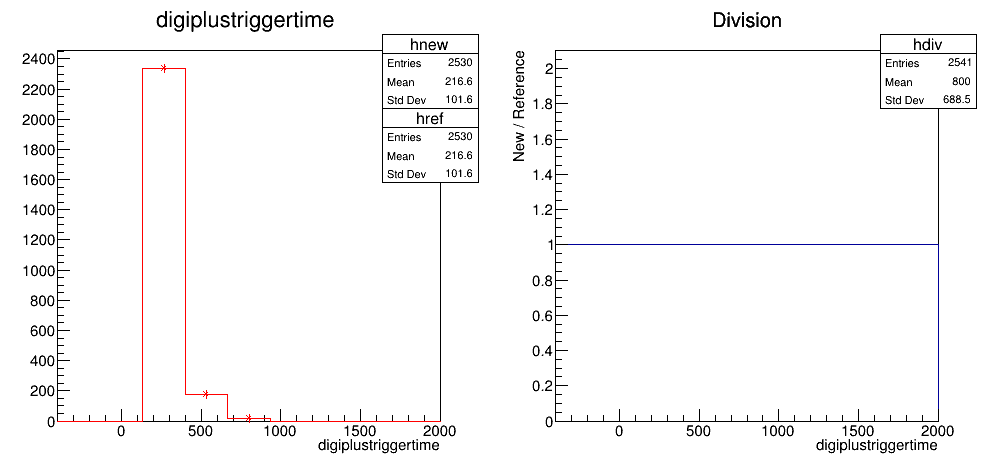 digiplustriggertime
hnew
Entries 2530
Mean 216.6
Std Dev 101.6
href
Entries 2530
Mean 216.6
Std Dev 101.6
2400
2200
2000
1800
1600
1400
1200
1000
800
600
400
200
0
0 500 1000 1500 2000
digiplustriggertime
Division
hdiv
Entries 2541
Mean 800
Std Dev 688.5
New / Reference
2
1.8
1.6
1.4
1.2
1
0.8
0.6
0.4
0.2
0
0 500 1000 1500 2000
digiplustriggertime